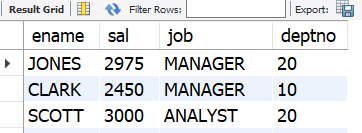 Result Grid Filter Rows: Export:
ename sal job deptno
JONES 2975 MANAGER 20
CLARK 2450 MANAGER 10
SCOTT 3000 ANALYST 20